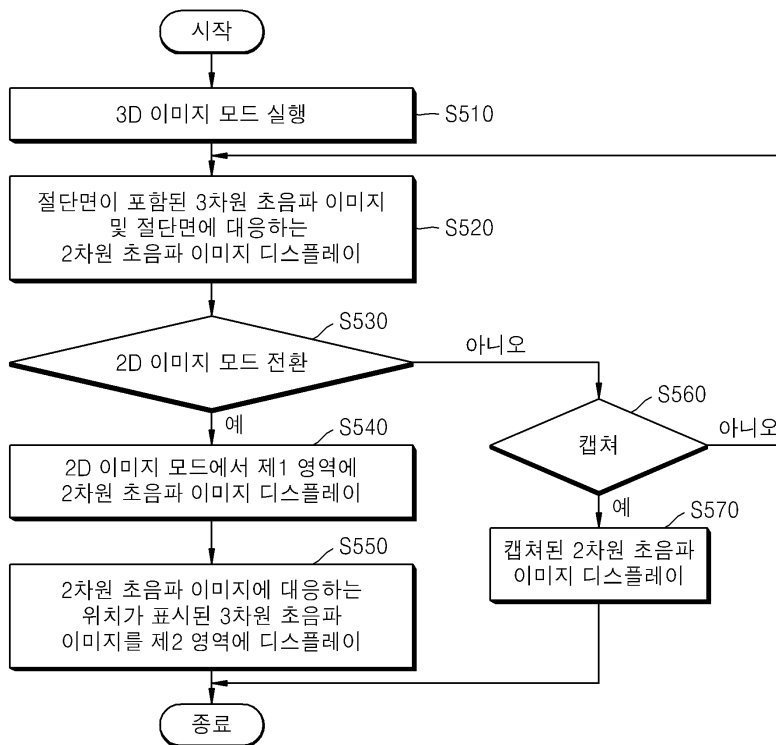 시작
3D 이미지 모드 실행
S510
절단면이 포함된 3차원 초음파 이미지
및 절단면에 대응하는
2차원 초음파 이미지 디스플레이
S520
S530
2D 이미지 모드 전환
아니오
예
S540
2D 이미지 모드에서 제1 영역에
2차원 초음파 이미지 디스플레이
S550
2차원 초음파 이미지에 대응하는
위치가 표시된 3차원 초음파
이미지를 제2 영역에 디스플레이
S560
캡쳐
아니오
예
S570
캡쳐된 2차원 초음파
이미지 디스플레이
종료